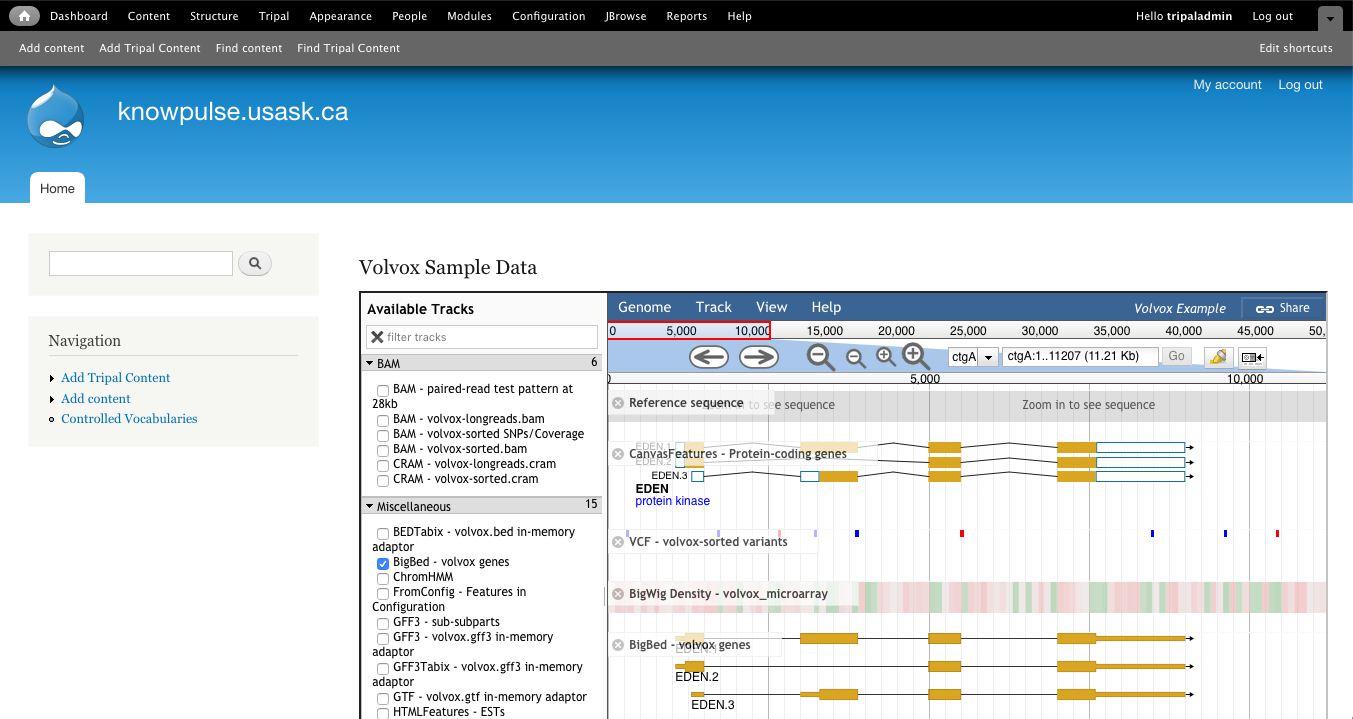 Dashboard Content Structure Tripal Appearance People Modules Configuration JBrowse Reports Help Hello tripaladmin Log out
Add content Add Tripal Content Find content Find Tripal Content Edit shortcuts
My account Log out
knowpulse.usask.ca
Home
Navigation
Add Tripal Content
Add content
Controlled Vocabularies
Volvox Sample Data
Available Tracks
filter tracks
BAM 6
BAM - paired-read test pattern at
28kb
BAM - volvox-longreads.bam
BAM - volvox-sorted SNPs/Coverage
BAM - volvox-sorted.bam
CRAM - volvox-longreads.cram
CRAM - volvox-sorted.cram
Miscellaneous 15
BEDTabix - volvox.bed in-memory
adaptor
BigBed - volvox genes
ChromHMM
FromConfig - Features in
Configuration
GFF3 - sub-subparts
GFF3 - volvox.gff3 in-memory
adaptor
GFF3Tabix - volvox.gff3 in-memory
adaptor
GTF - volvox.gtf in-memory adaptor
HTMLFeatures - ESTs
Genome Track View Help Volvox Example Share
0 5,000 10,000 15,000 20,000 25,000 30,000 35,000 40,000 45,000 50,
ctgA ctgA:1..11207 (11.21 Kb) Go
5,000 10,000
Reference sequence see sequence Zoom in to see sequence
EDEN.1
CanvasFeatures - Protein-coding genes
EDEN.2
EDEN.3
EDEN
protein kinase
VCF - volvox-sorted variants
BigWig Density - volvox_microarray
BigBed - volvox genes
EDEN.1
EDEN.2
EDEN.3